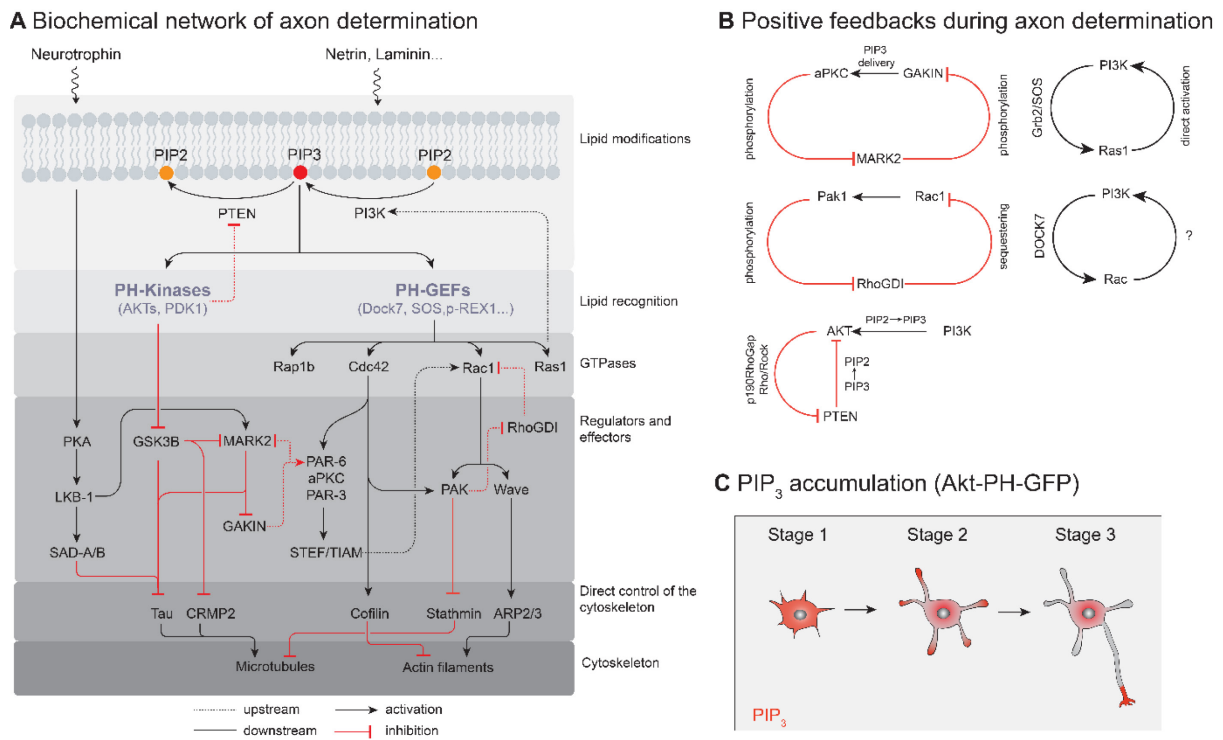 A Biochemical network of axon determination
Neurotrophin
Netrin, Laminin...
Lipid modifications
PIP2
PIP3
PIP2
PTEN
PI3K
PH-Kinases
(AKTs, PDK1)
PH-GEFs
(Dock7, SOS,p-REX1...)
Lipid recognition
Rap1b
Cdc42
Rac1
Ras1
GTPases
Regulators and
effectors
RhoGDI
PKA
GSK3B
MARK2
PAR-6
aPKC
PAR-3
LKB-1
PAK
Wave
GAKIN
SAD-A/B
STEF/TIAM
Direct control of the
cytoskeleton
Tau
CRMP2
Cofilin
Stathmin
ARP2/3
Microtubules
Actin filaments
Cytoskeleton
upstream
activation
downstream
inhibition
B Positive feedbacks during axon determination
PIP3
delivery
aPKC
GAKIN
phosphorylation
phosphorylation
MARK2
PI3K
Grb2/SOS
direct activation
Ras1
Pak1
Rac1
phosphorylation
sequestering
RhoGDI
PI3K
DOCK7
?
Rac
PIP2→PIP3
AKT
PI3K
p190RhoGap
Rho/Rock
PIP2
↑
PIP3
PTEN
C PIP3 accumulation (Akt-PH-GFP)
Stage 1
Stage 2
Stage 3
PIP3